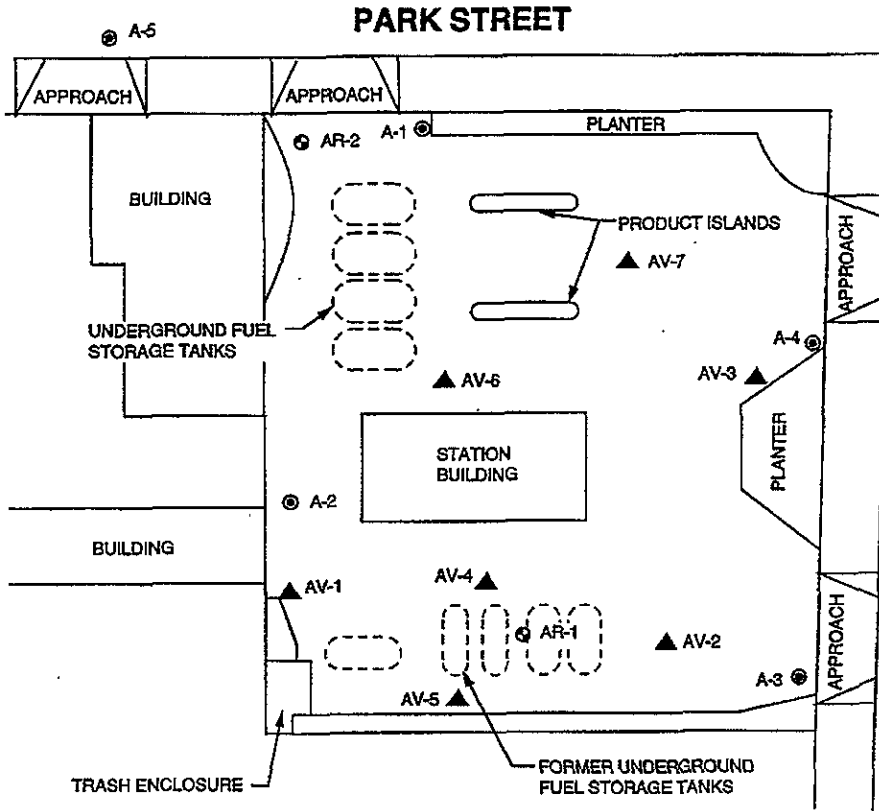 PARK STREET
A-5
APPROACH
APPROACH
A-1
PLANTER
AR-2
BUILDING
PRODUCT ISLANDS
APPROACH
AV-7
UNDERGROUND FUEL
STORAGE TANKS
A-4
AV-6
AV-3
STATION
BUILDING
PLANTER
A-2
BUILDING
AV-1
AV-4
AR-1
AV-2
APPROACH
A-3
AV-5
TRASH ENCLOSURE
FORMER UNDERGROUND
FUEL STORAGE TANKS